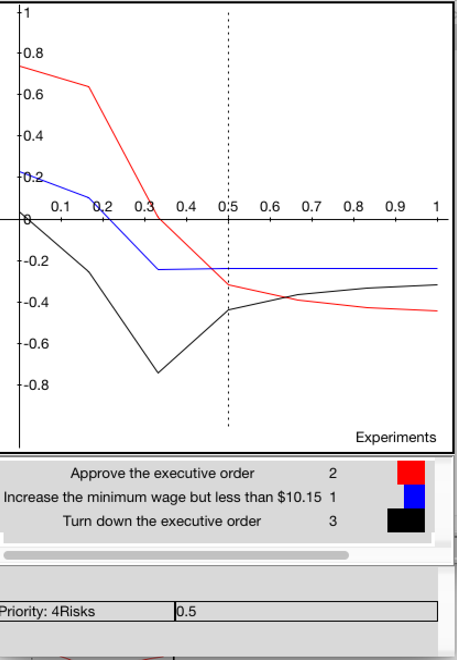 1
0.8
0.6
0.4
0.2
0 0.1 0.2 0.3 0.4 0.5 0.6 0.7 0.8 0.9 1
-0.2
-0.4
-0.6
-0.8
Experiments
Approve the executive order 2
Increase the minimum wage but less than $10.15 1
Turn down the executive order 3
Priority: 4Risks 0.5